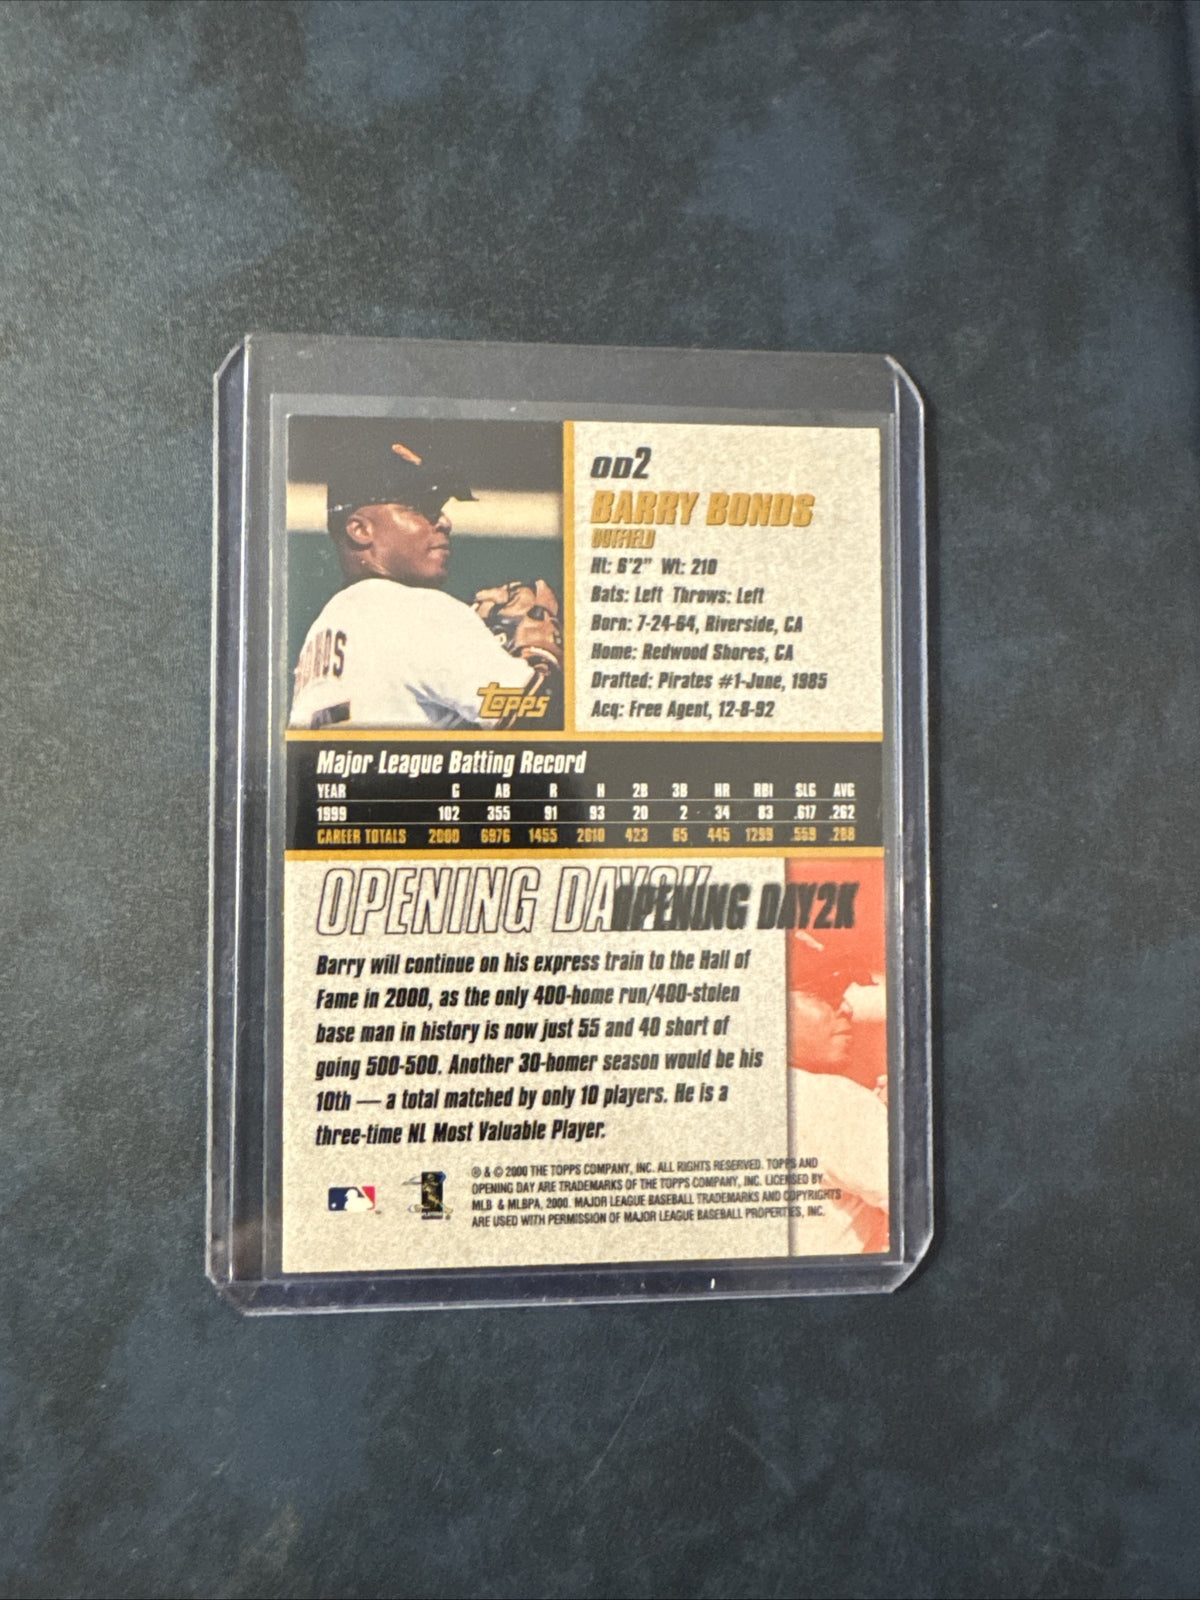 BONDS
TOPPS
OD2
BARRY BONDS
OUTFIELD
Ht: 6'2" Wt: 210
Bats: Left Throws: Left
Born: 7-24-64, Riverside, CA
Home: Redwood Shores, CA
Drafted: Pirates #1-June, 1985
Acq: Free Agent, 12-8-92
Major League Batting Record
YEAR G AB R H 2B 3B HR RBI SLG AVG
1999 102 355 91 93 20 2 34 83 .617 .262
CAREER TOTALS 2000 6976 1455 2010 423 65 445 1299 .559 .288
OPENING DAY2K
OPENING DAY2K
Barry will continue on his express train to the Hall of
Fame in 2000, as the only 400-home run/400-stolen
base man in history is now just 55 and 40 short of
going 500-500. Another 30-homer season would be his
10th — a total matched by only 10 players. He is a
three-time NL Most Valuable Player.
® & © 2000 THE TOPPS COMPANY, INC. ALL RIGHTS RESERVED. TOPPS AND
OPENING DAY ARE TRADEMARKS OF THE TOPPS COMPANY, INC. LICENSED BY
MLB & MLBPA, 2000. MAJOR LEAGUE BASEBALL TRADEMARKS AND COPYRIGHTS
ARE USED WITH PERMISSION OF MAJOR LEAGUE BASEBALL PROPERTIES, INC.